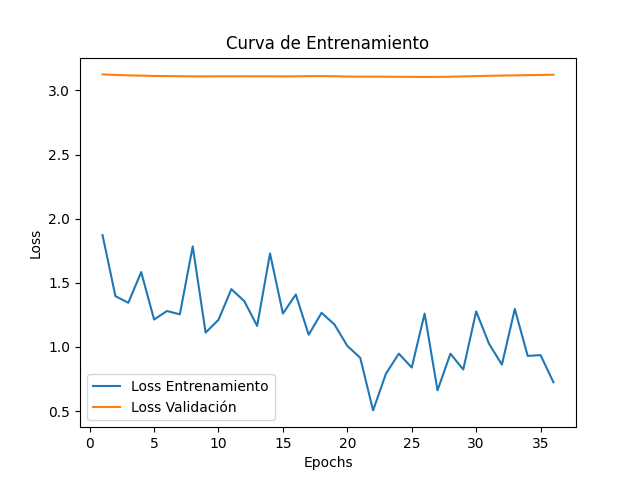 Curva de Entrenamiento
Loss
3.0
2.5
2.0
1.5
1.0
0.5
Loss Entrenamiento
Loss Validación
0 5 10 15 20 25 30 35
Epochs